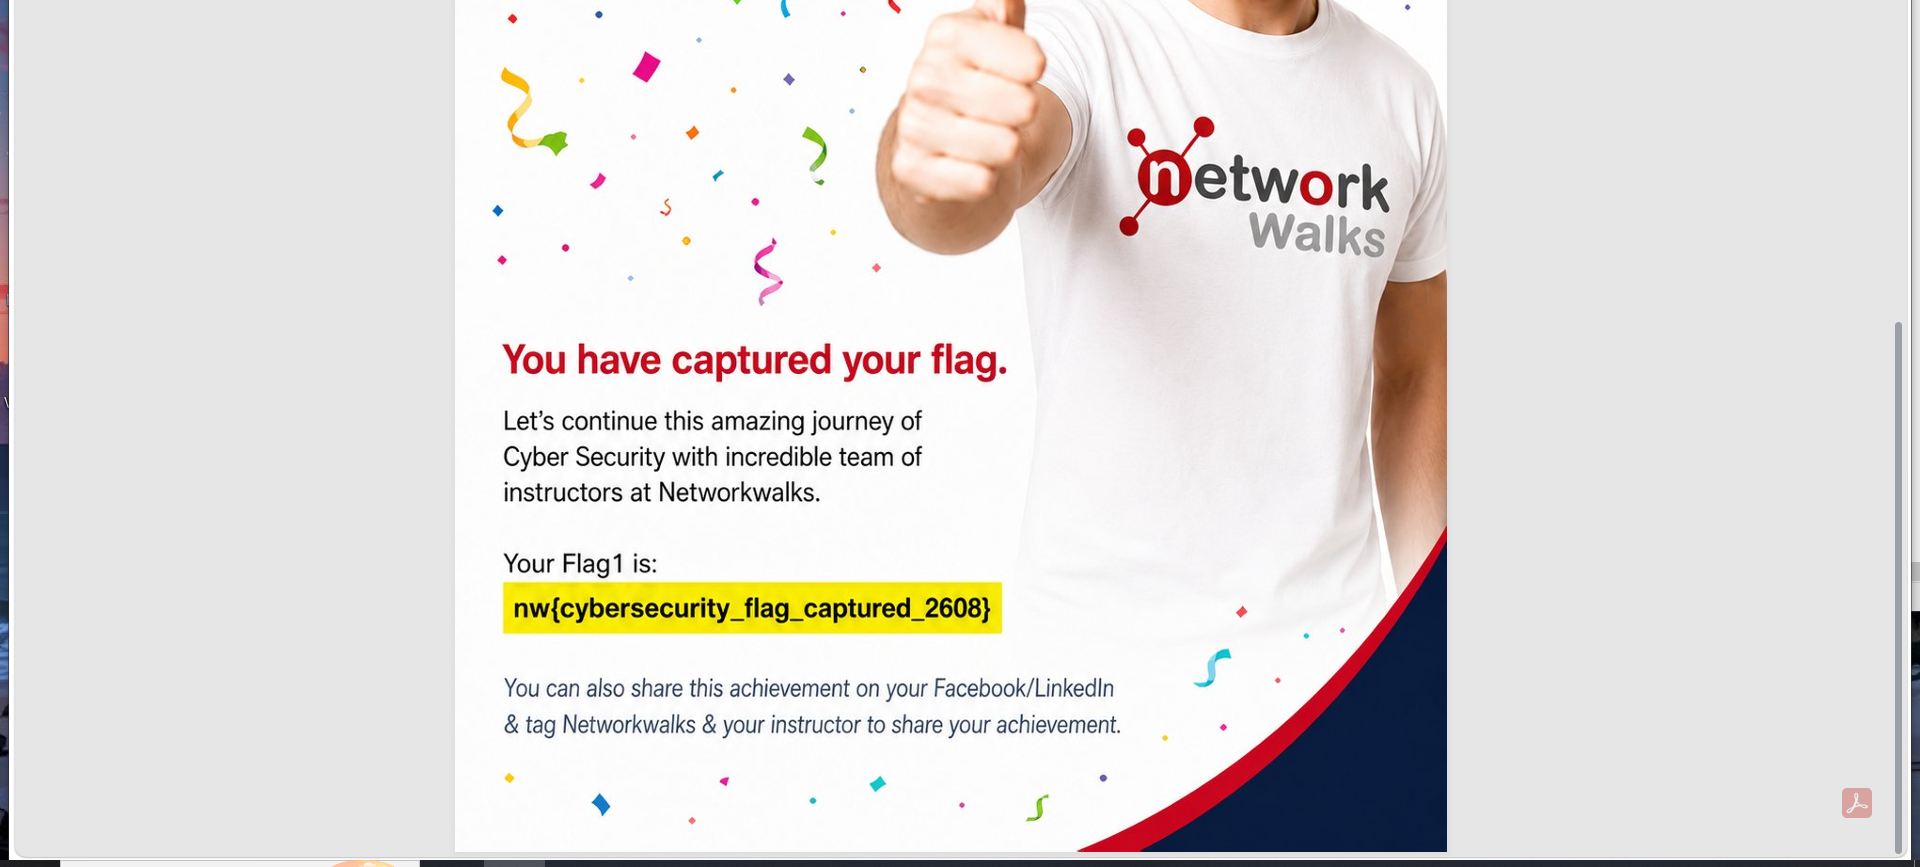 network
Walks
You have captured your flag.
Let's continue this amazing journey of
Cyber Security with incredible team of
instructors at Networkwalks.
Your Flag1 is:
nw{cybersecurity_flag_captured_2608}
You can also share this achievement on your Facebook/LinkedIn
& tag Networkwalks & your instructor to share your achievement.